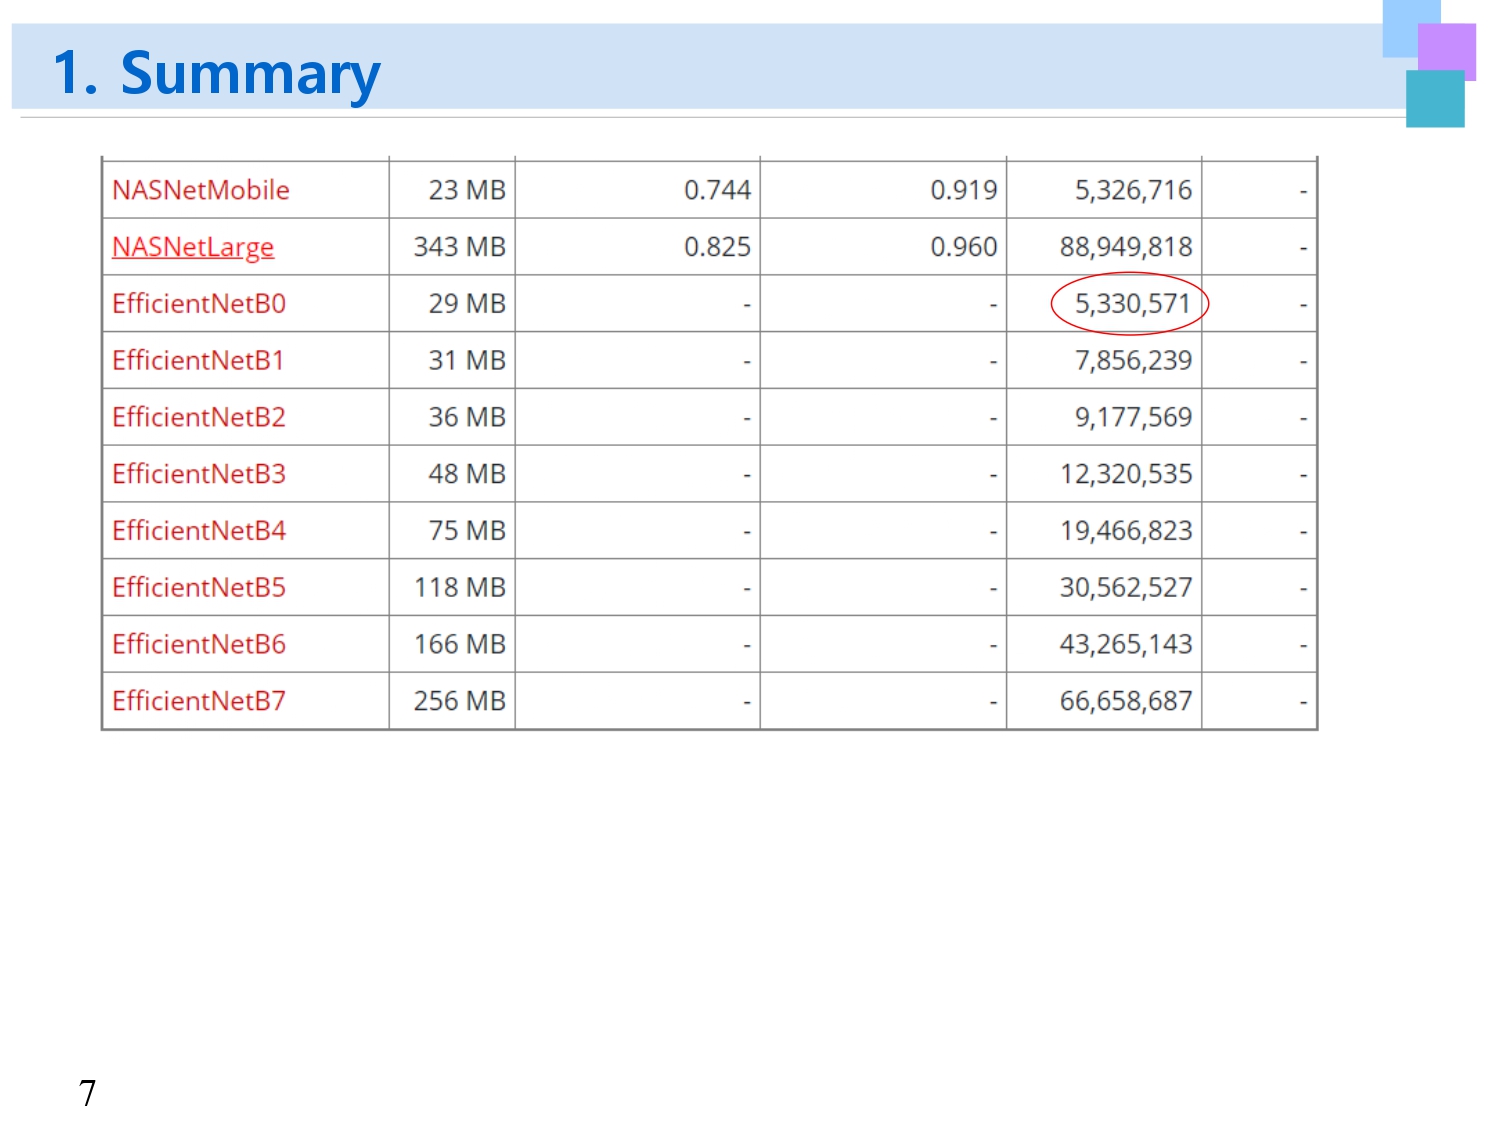 1. Summary
NASNetMobile 23 MB 0.744 0.919 5,326,716 -
NASNetLarge 343 MB 0.825 0.960 88,949,818 -
EfficientNetB0 29 MB - - 5,330,571 -
EfficientNetB1 31 MB - - 7,856,239 -
EfficientNetB2 36 MB - - 9,177,569 -
EfficientNetB3 48 MB - - 12,320,535 -
EfficientNetB4 75 MB - - 19,466,823 -
EfficientNetB5 118 MB - - 30,562,527 -
EfficientNetB6 166 MB - - 43,265,143 -
EfficientNetB7 256 MB - - 66,658,687 -
7